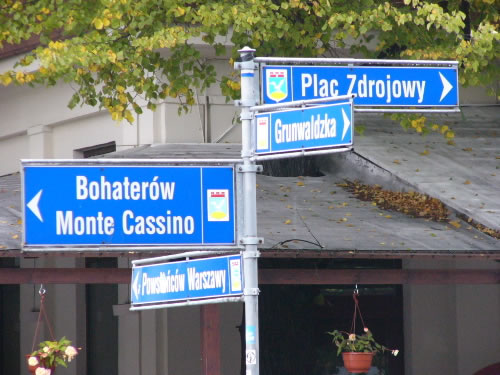 Plac Zdrojowy
Grunwaldzka
Bohaterów
Monte Cassino
Powstańców Warszawy